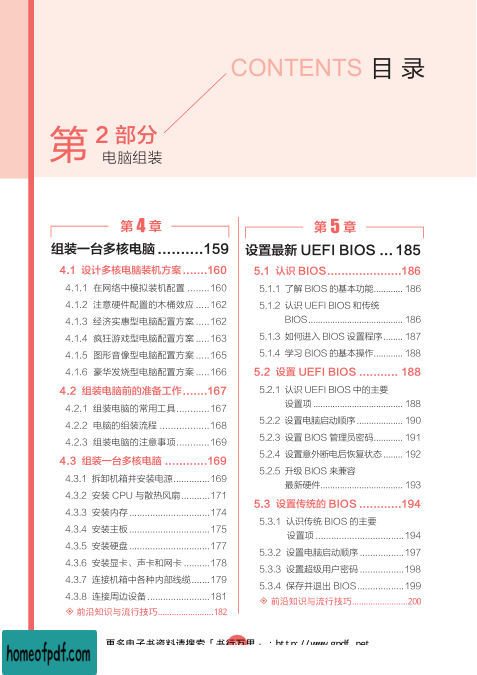 CONTENTS 目录
第 2 部分
电脑组装
第 4 章
组装一台多核电脑..........159
4.1 设计多核电脑装机方案.......160
4.1.1 在网络中模拟装机配置........160
4.1.2 注意硬件配置的木桶效应.....162
4.1.3 经济实惠型电脑配置方案.....162
4.1.4 疯狂游戏型电脑配置方案.....163
4.1.5 图形音像型电脑配置方案.....165
4.1.6 豪华发烧型电脑配置方案.....166
4.2 组装电脑前的准备工作.......167
4.2.1 组装电脑的常用工具............167
4.2.2 电脑的组装流程..................168
4.2.3 组装电脑的注意事项............169
4.3 组装一台多核电脑............169
4.3.1 拆卸机箱并安装电源.............169
4.3.2 安装 CPU 与散热风扇...........171
4.3.3 安装内存.............................174
4.3.4 安装主板.............................175
4.3.5 安装硬盘.............................177
4.3.6 安装显卡、声卡和网卡.........178
4.3.7 连接机箱中各种内部线缆.......179
4.3.8 连接周边设备......................181
※ 前沿知识与流行技巧........................182
第 5 章
设置最新 UEFI BIOS ...185
5.1 认识 BIOS.....................186
5.1.1 了解 BIOS 的基本功能............186
5.1.2 认识 UEFI BIOS 和传统
BIOS.................................. 186
5.1.3 如何进入 BIOS 设置程序........187
5.1.4 学习 BIOS 的基本操作...........188
5.2 设置 UEFI BIOS ........... 188
5.2.1 认识 UEFI BIOS 中的主要
设置项................................. 188
5.2.2 设置电脑启动顺序................. 190
5.2.3 设置 BIOS 管理员密码........... 191
5.2.4 设置意外断电后恢复状态........ 192
5.2.5 升级 BIOS 来兼容
最新硬件.............................. 193
5.3 设置传统的 BIOS ............194
5.3.1 认识传统 BIOS 的主要
设置项................................194
5.3.2 设置电脑启动顺序................197
5.3.3 设置超级用户密码................198
5.3.4 保存并退出 BIOS.................199
※ 前沿知识与流行技巧........................200
更多电子书资料请搜索「书行万里」：http://www.gpdf.net
homeofpdf.com